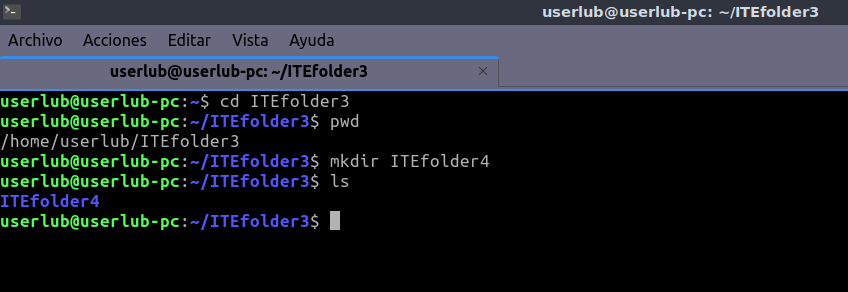 userlub@userlub-pc: ~/ITEfolder3
Archivo Acciones Editar Vista Ayuda
userlub@userlub-pc: ~/ITEfolder3 ×
userlub@userlub-pc:~$ cd ITEfolder3
userlub@userlub-pc:~/ITEfolder3$ pwd
/home/userlub/ITEfolder3
userlub@userlub-pc:~/ITEfolder3$ mkdir ITEfolder4
userlub@userlub-pc:~/ITEfolder3$ ls
ITEfolder4
userlub@userlub-pc:~/ITEfolder3$